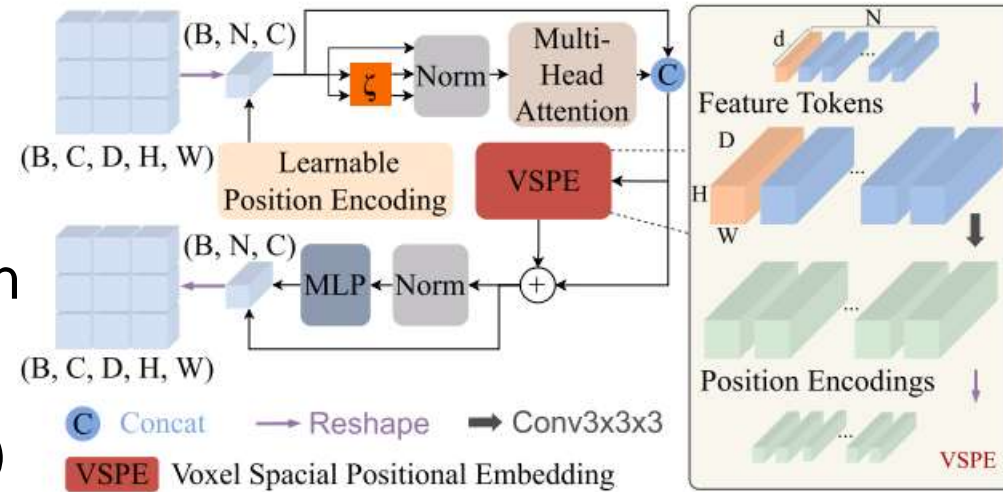 (B, N, C)
ζ
Norm
Multi-
Head
Attention
C
(B, C, D, H, W)
Learnable
Position Encoding
VSPE
(B, N, C)
MLP
Norm
+
n
(B, C, D, H, W)
C Concat
Reshape
Conv3x3x3
)
VSPE Voxel Spacial Positional Embedding
N
d
...
Feature Tokens
D
...
H
W
...
Position Encodings
...
VSPE